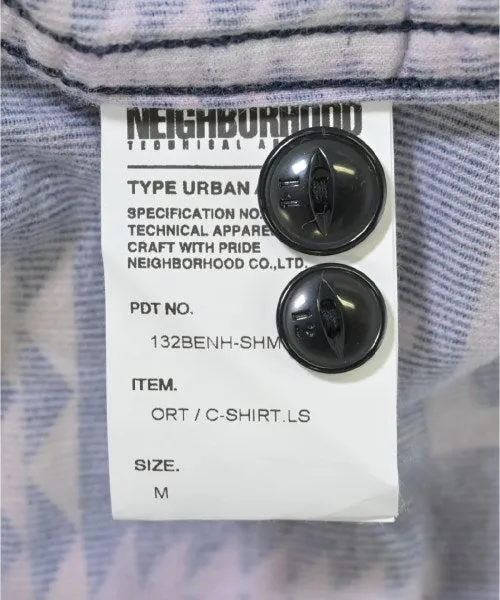 NEIGHBORHOOD
TECHNICAL
TYPE URBAN
SPECIFICATION NO.
TECHNICAL
CRAFT WITH PRIDE
NEIGHBORHOOD CO.,LTD.
PDT NO.
132BENH-SHM
ITEM.
ORT / C-SHIRT.LS
SIZE.
M